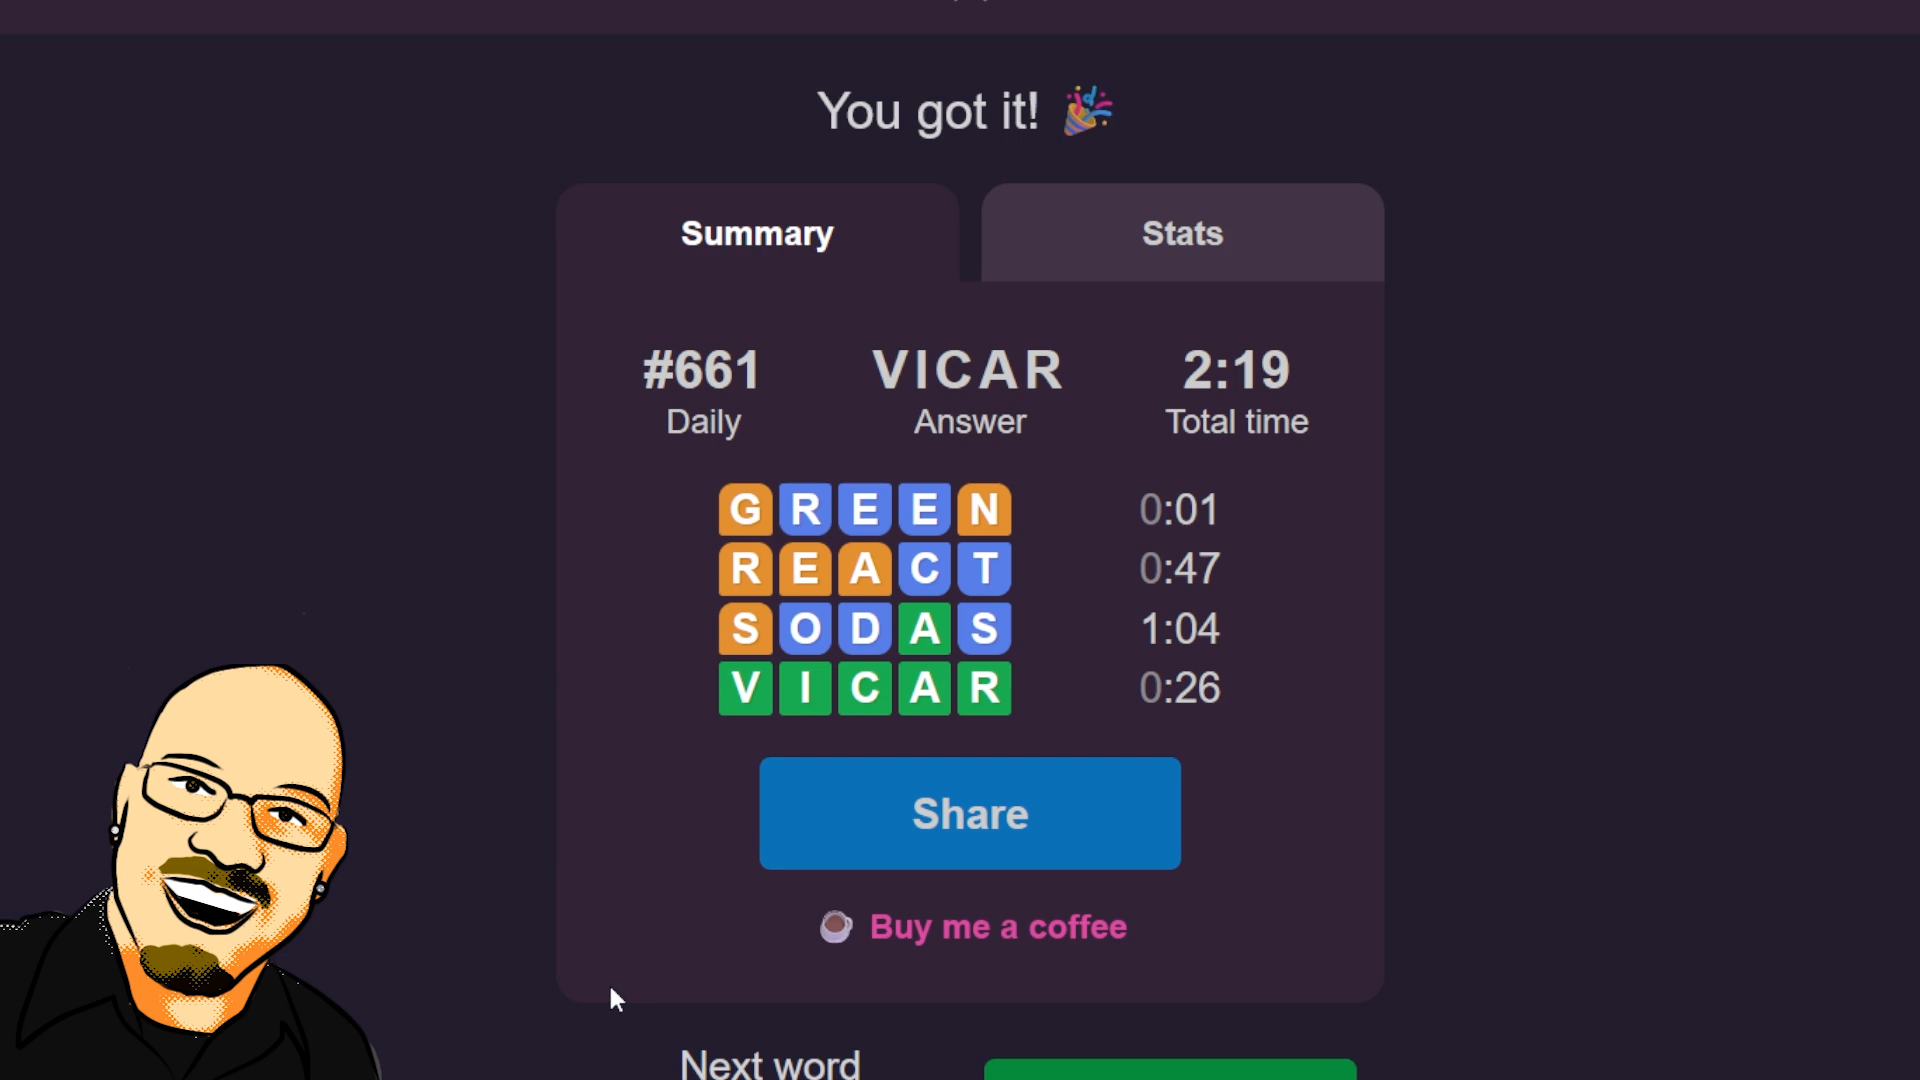 You got it!
Summary Stats
#661 VICAR 2:19
Daily Answer Total time
GREEN 0:01
REACT 0:47
SODAS 1:04
VICAR 0:26
Share
Buy me a coffee
Next word